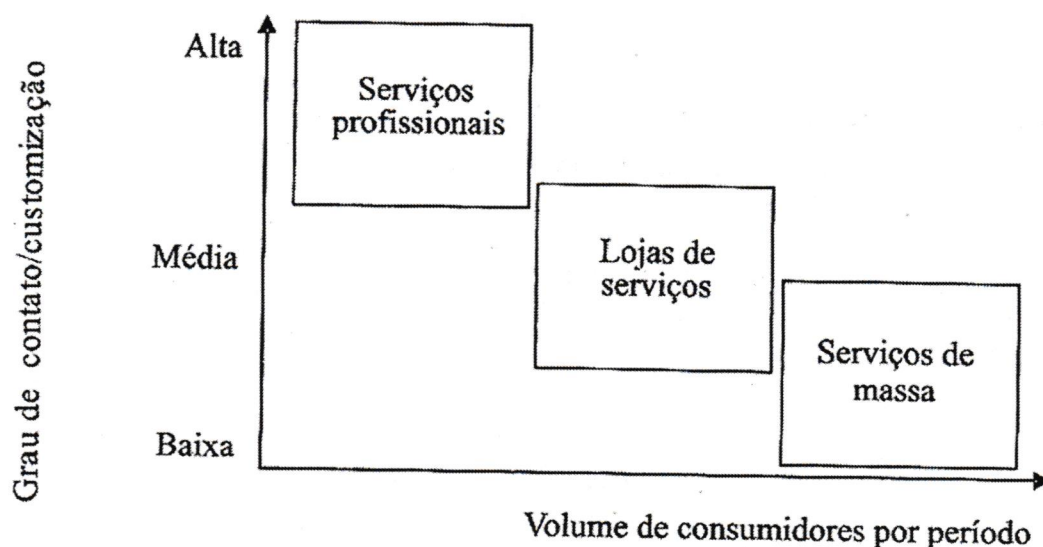 Grau de contato/customização
Alta
Serviços
profissionais
Média
Lojas de
serviços
Serviços de
massa
Baixa
Volume de consumidores por período